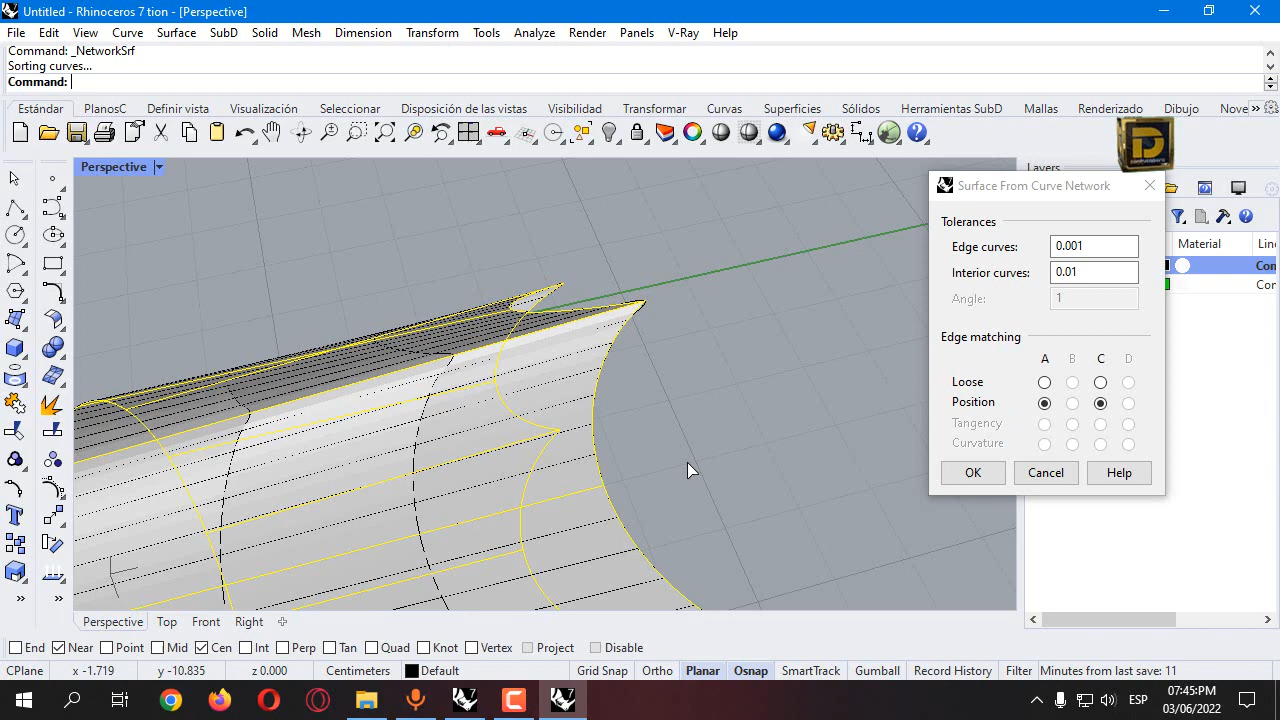 Untitled - Rhinoceros 7 tion - [Perspective]
File Edit View Curve Surface SubD Solid Mesh Dimension Transform Tools Analyze Render Panels V-Ray Help
Command: _NetworkSrf
Sorting curves...
Command:
Estándar PlanosC Definir vista Visualización Seleccionar Disposición de las vistas Visibilidad Transformar Curvas Superficies Sólidos Herramientas SubD Mallas Renderizado Dibujo Nove »
Perspective
Layers
Surface From Curve Network
Tolerances
Edge curves: 0.001
Material Line
Interior curves: 0.01
Con
Angle: 1
Con
Edge matching
A B C D
Loose
Position
Tangency
Curvature
OK Cancel Help
Perspective Top Front Right
End Near Point Mid Cen Int Perp Tan Quad Knot Vertex Project Disable
CPlane x -1.719 y -10.835 z 0.000 Centimeters Default Grid Snap Ortho Planar Osnap SmartTrack Gumball Record History Filter Minutes from last save: 11
ESP
07:45:PM
03/06/2022